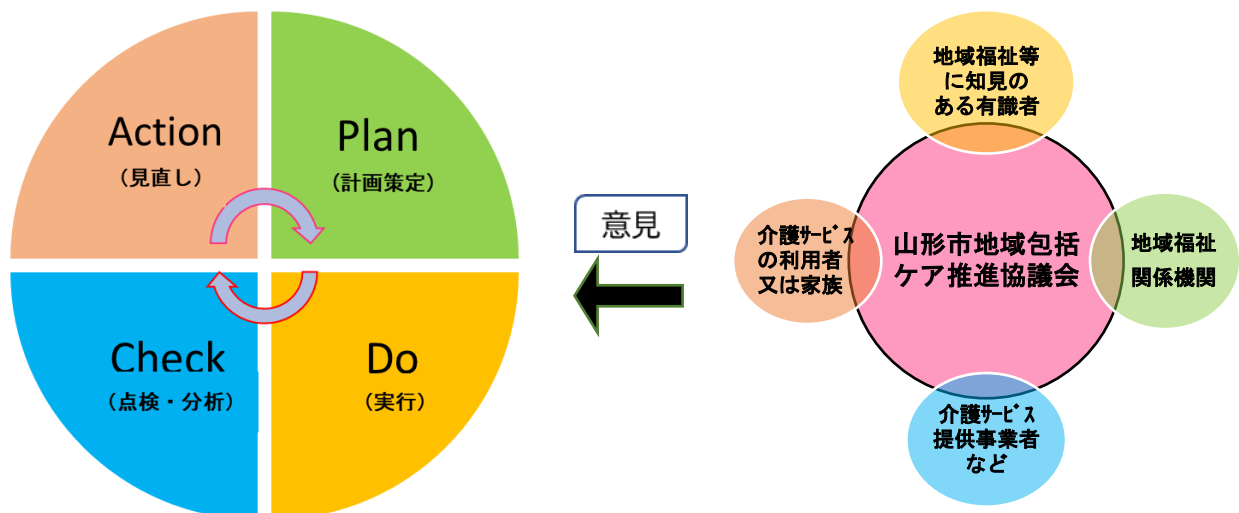 Action
（見直し）
Plan
（計画策定）
Check
（点検・分析）
Do
（実行）
意見
地域福祉等
に知見の
ある有識者
介護ｻｰﾋﾞｽ
の利用者
又は家族
山形市地域包括
ケア推進協議会
地域福祉
関係機関
介護ｻｰﾋﾞｽ
提供事業者
など